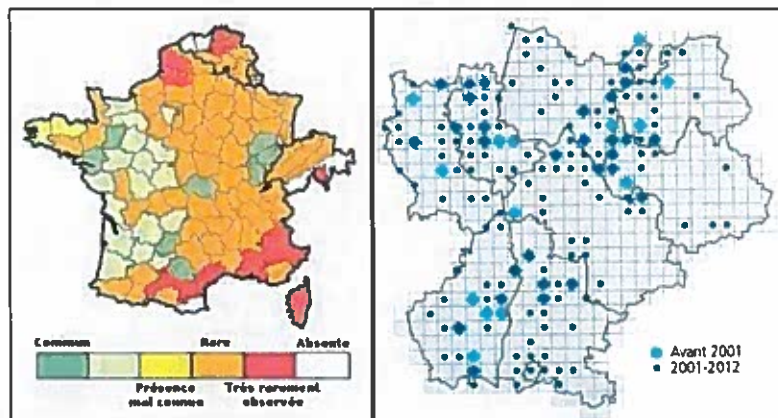 Commun Rare Absente
Présence mal connue
Très rarement observée
Avant 2001
2001-2012